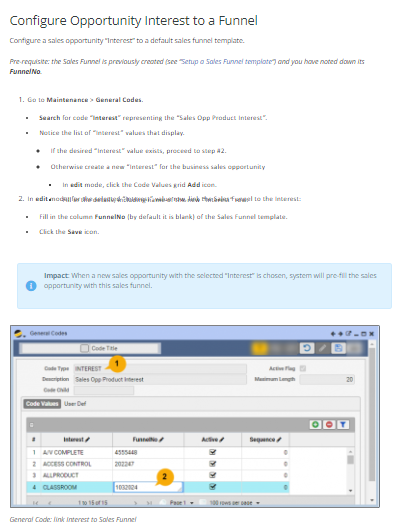 Configure Opportunity Interest to a Funnel
Configure a sales opportunity "Interest" to a default sales funnel template.
Pre-requisite: the Sales Funnel is previously created (see "Setup a Sales Funnel template") and you have noted down its
FunnelNo.
1. Go to Maintenance > General Codes.
Search for code "Interest" representing the "Sales Opp Product Interest".
Notice the list of "Interest" values that display.
If the desired "Interest" value exists, proceed to step #2.
Otherwise create a new "Interest" for the business sales opportunity
In edit mode, click the Code Values grid Add icon.
2. In edit mode, for the selected "Interest" value row, link the Sales Funnel to the Interest:
Fill in the column FunnelNo (by default it is blank) of the Sales Funnel template.
Click the Save icon.
Impact: When a new sales opportunity with the selected "Interest" is chosen, system will pre-fill the sales
opportunity with this sales funnel.
General Codes
Code Title
1
Code Type INTEREST Active Flag
Description Sales Opp Product Interest Maximum Length 20
Code Child
Code Values User Def
# Interest FunnelNo Active Sequence
1 A/V COMPLETE 4555448 0
2 ACCESS CONTROL 202247 0
3 ALLPRODUCT 0
2
4 CLASSROOM 1032524 0
1 to 15 of 15 Page 1 100 rows per page
General Code: link Interest to Sales Funnel